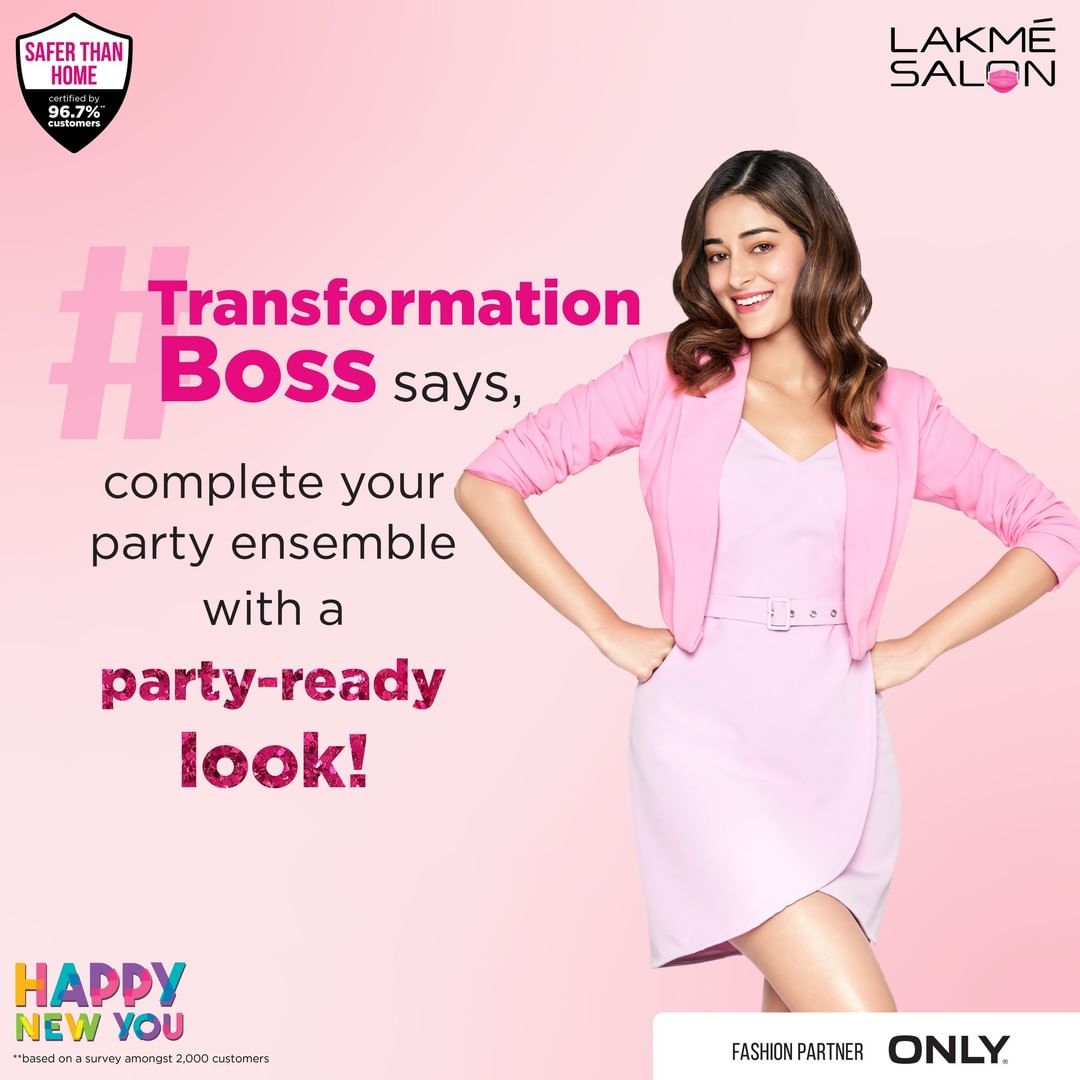 SAFER THAN
HOME
certified by
96.7%**
customers
LAKMÉ
SALON
#Transformation
Boss says,
complete your
party ensemble
with a
party-ready
look!
HAPPY
NEW YOU
**based on a survey amongst 2,000 customers
FASHION PARTNER ONLY®